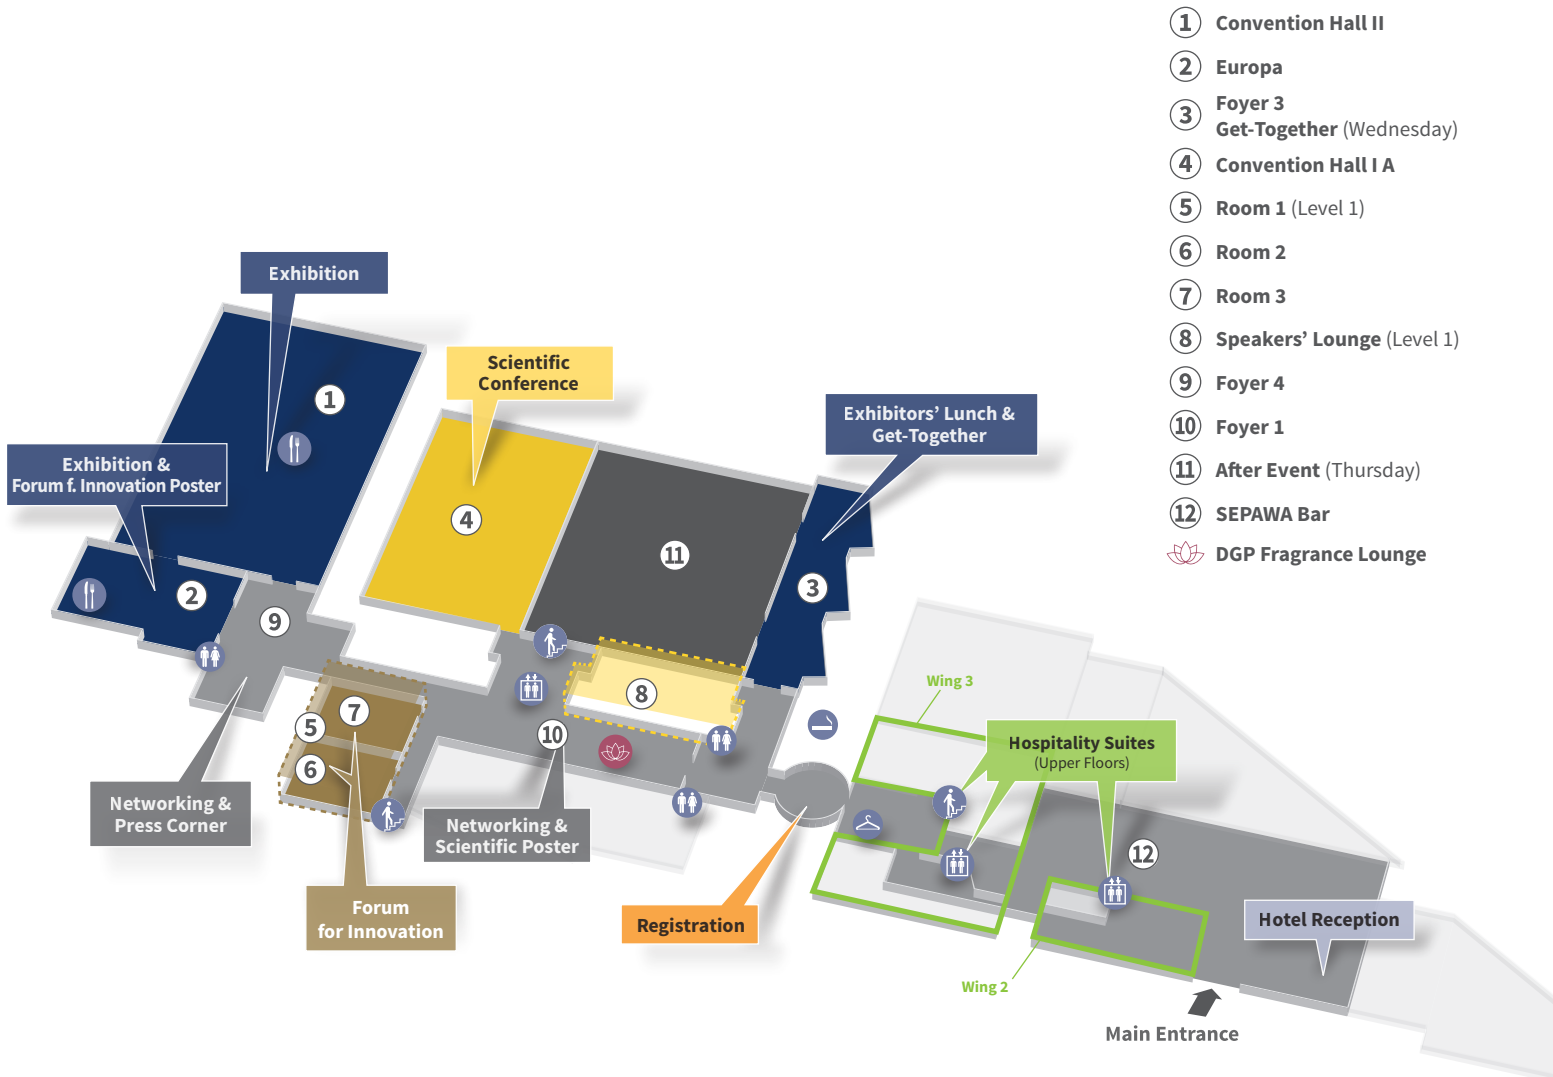 1 Convention Hall II
2 Europa
3 Foyer 3
Get-Together (Wednesday)
4 Convention Hall I A
5 Room 1 (Level 1)
6 Room 2
7 Room 3
8 Speakers' Lounge (Level 1)
9 Foyer 4
10 Foyer 1
11 After Event (Thursday)
12 SEPAWA Bar
DGP Fragrance Lounge
Exhibition
Scientific
Conference
Exhibitors' Lunch &
Get-Together
Exhibition &
Forum f. Innovation Poster
1
4
11
3
2
9
8
7
5
6
10
12
Wing 3
Hospitality Suites
(Upper Floors)
Networking &
Press Corner
Networking &
Scientific Poster
Forum
for Innovation
Registration
Hotel Reception
Wing 2
Main Entrance